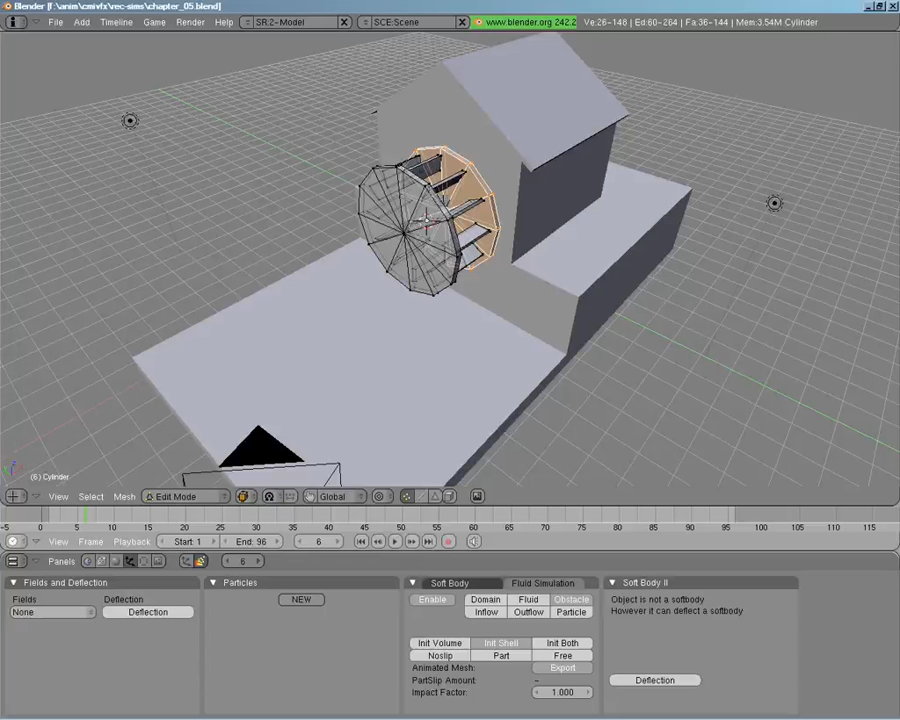 Blender [f:\anim\cmivfx\rec-sims\chapter_05.blend]
File Add Timeline Game Render Help SR:2-Model SCE:Scene www.blender.org 242.2 Ve:26-146 | Ed:60-264 | Fa:36-144 | Mem:3.54M Cylinder
(6) Cylinder
View Select Mesh Edit Mode Global
-5 0 5 10 15 20 25 30 35 40 45 50 55 60 65 70 75 80 85 90 95 100 105 110 115
View Frame Playback Start: 1 End: 96 6
Panels 6
Fields and Deflection Particles Soft Body Fluid Simulation Soft Body II
Fields Deflection NEW Enable Domain Fluid Obstacle Object is not a softbody
None Deflection Inflow Outflow Particle However it can deflect a softbody
Init Volume Init Shell Init Both
Noslip Part Free
Animated Mesh: Export
PartSlip Amount: – Deflection
Impact Factor: 1.000